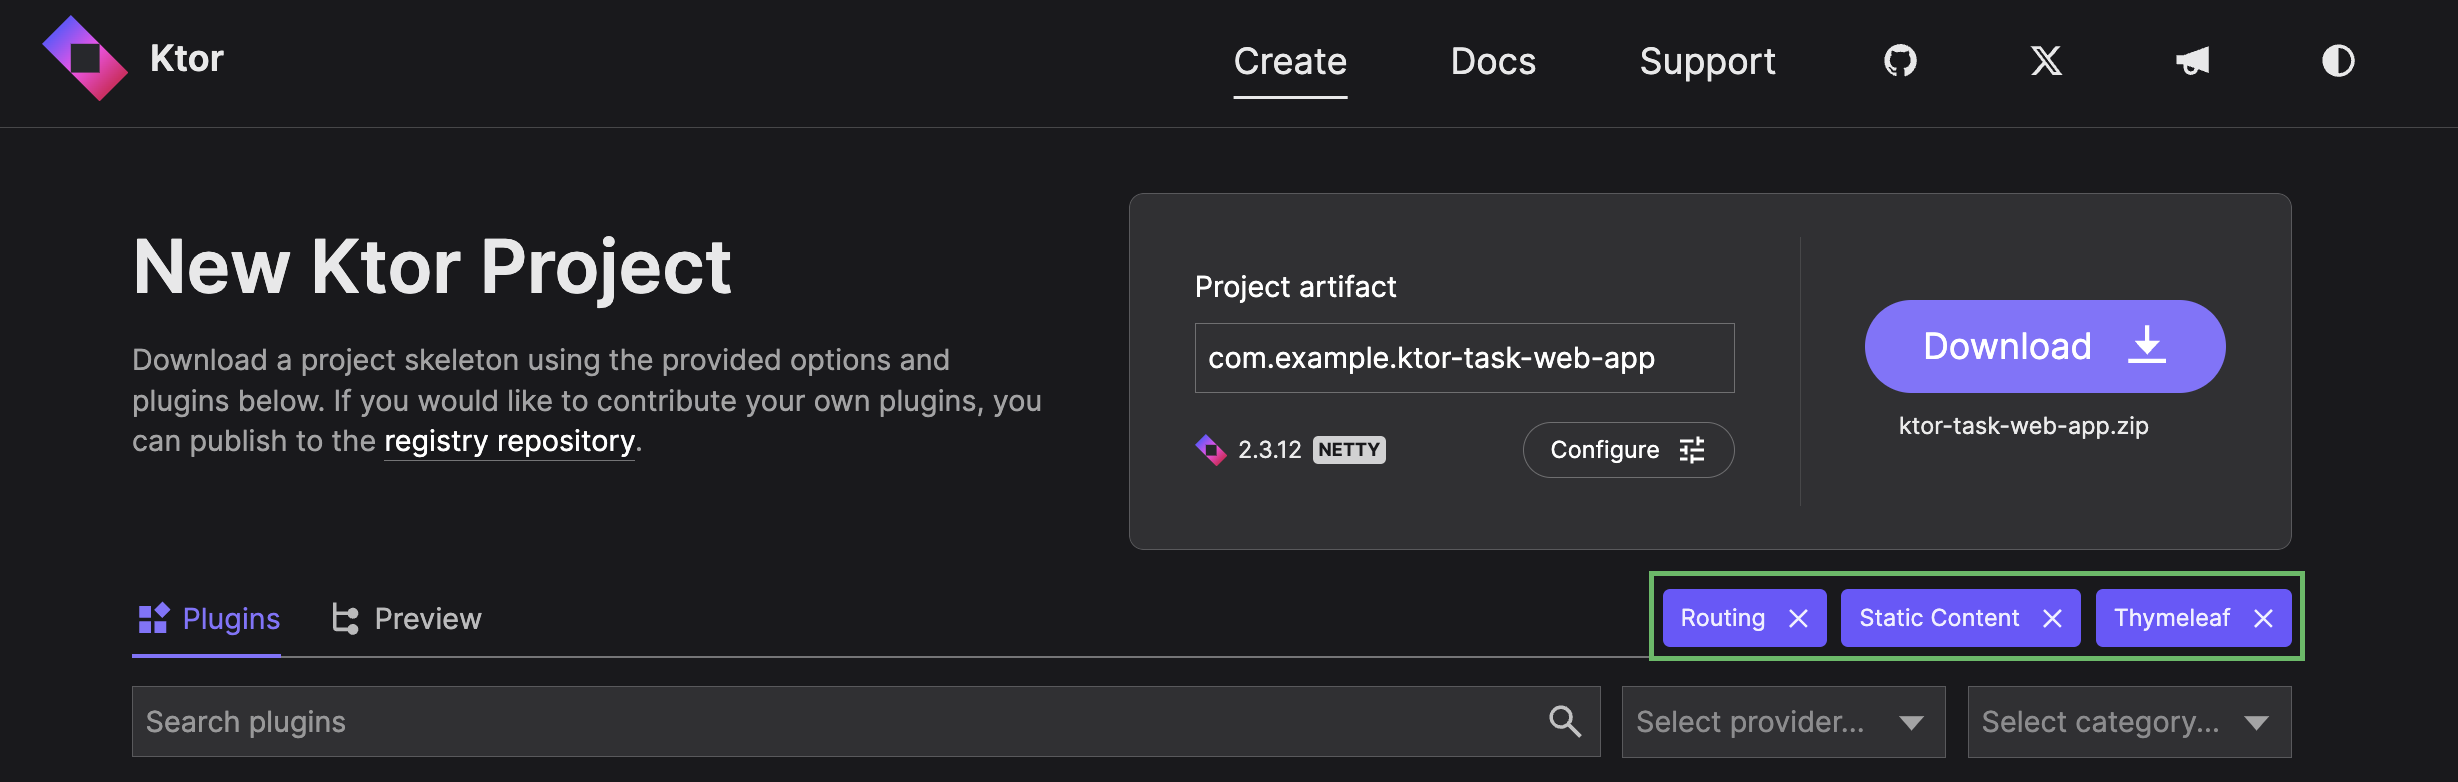 Ktor
Create
Docs
Support
New Ktor Project
Download a project skeleton using the provided options and
plugins below. If you would like to contribute your own plugins, you
can publish to the registry repository.
Project artifact
com.example.ktor-task-web-app
2.3.12 NETTY
Configure
Download
ktor-task-web-app.zip
Plugins
Preview
Routing
Static Content
Thymeleaf
Search plugins
Select provider...
Select category...